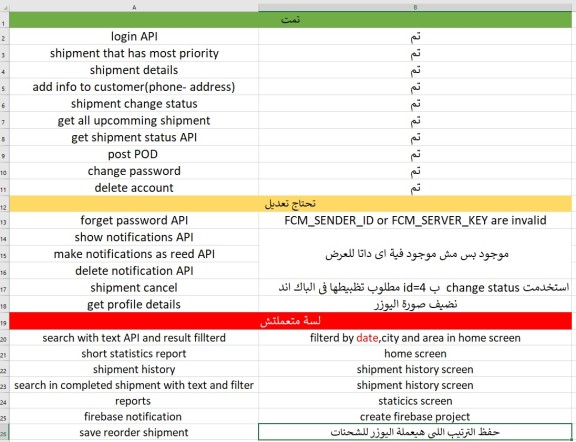 A B
1 تمت
2 login API تم
3 shipment that has most priority تم
4 shipment details تم
5 add info to customer(phone- address) تم
6 shipment change status تم
7 get all upcomming shipment تم
8 get shipment status API تم
9 post POD تم
10 change password تم
11 delete account تم
12 تحتاج تعديل
13 forget password API FCM_SENDER_ID or FCM_SERVER_KEY are invalid
14 show notifications API
15 make notifications as reed API موجود بس مش موجود فية اى داتا للعرض
16 delete notification API
17 shipment cancel استخدمت change status ب id=4 مطلوب تظبيطها فى الباك اند
18 get profile details نضيف صورة اليوزر
19 لسة متعملتش
20 search with text API and result fillterd filterd by date,city and area in home screen
21 short statistics report home screen
22 shipment history shipment history screen
23 search in completed shipment with text and filter shipment history screen
24 reports staticics screen
25 firebase notification create firebase project
26 save reorder shipment حفظ الترتيب اللى هيعملة اليوزر للشحنات